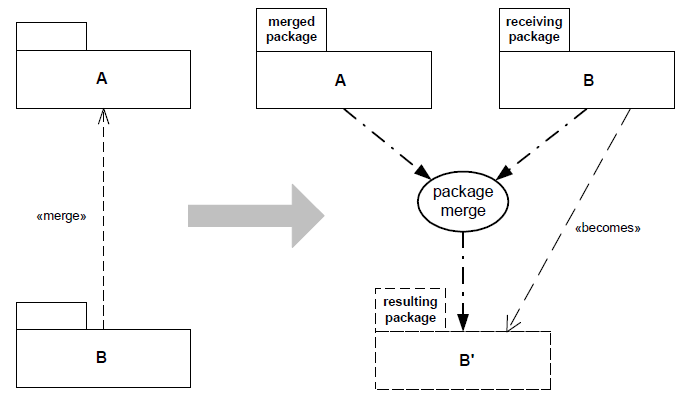 A
«merge»
B
merged
package
A
receiving
package
B
package
merge
«becomes»
resulting
package
B'